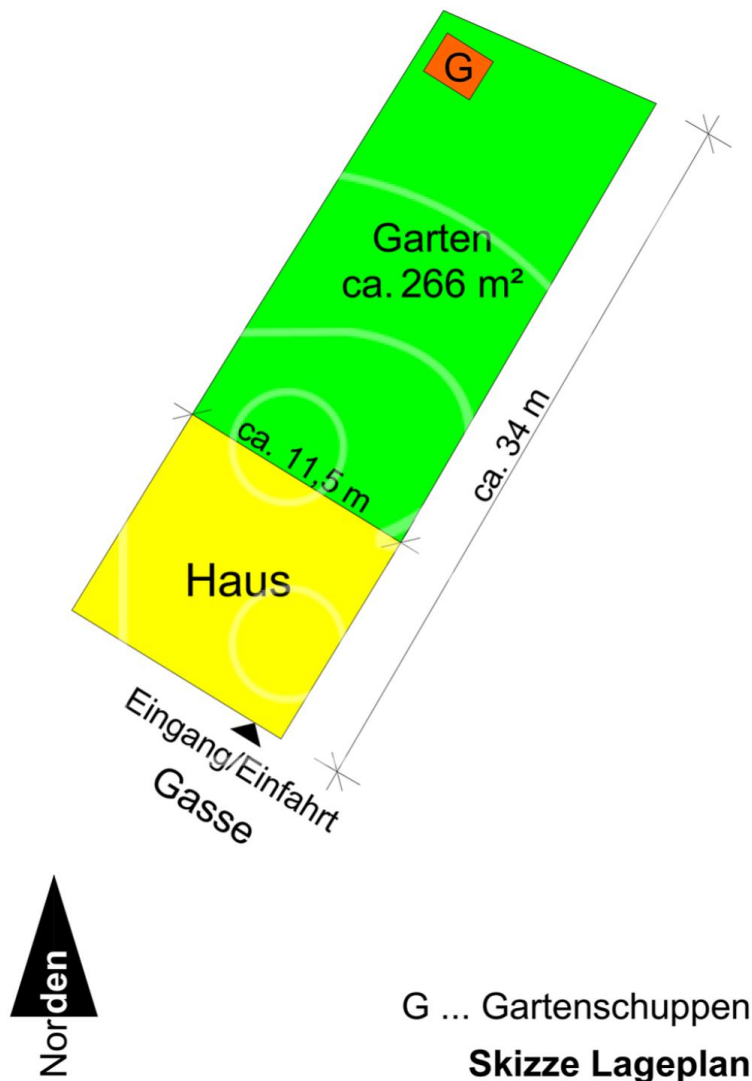 G
Garten
ca. 266 m²
ca. 11,5 m
ca. 34 m
Haus
Eingang/Einfahrt
Gasse
Norden
G ... Gartenschuppen
Skizze Lageplan